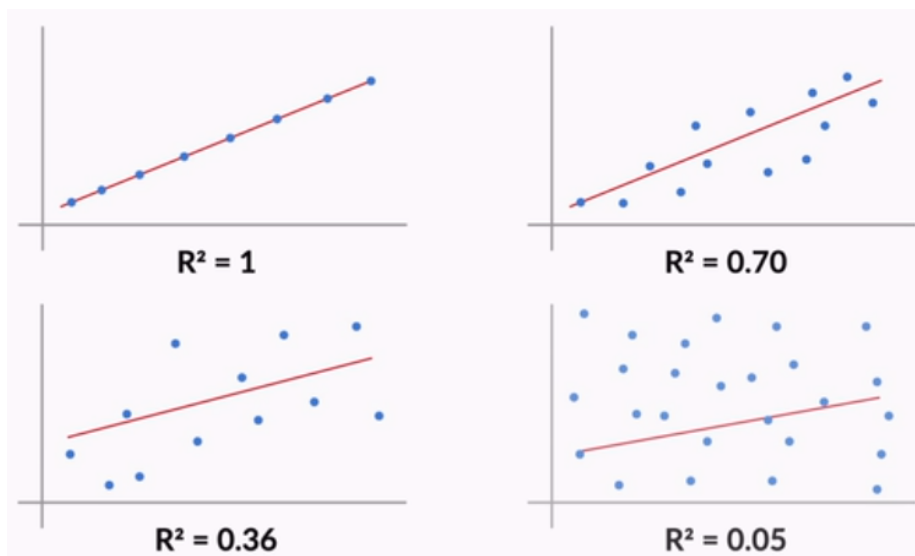 R² = 1
R² = 0.70
R² = 0.36
R² = 0.05